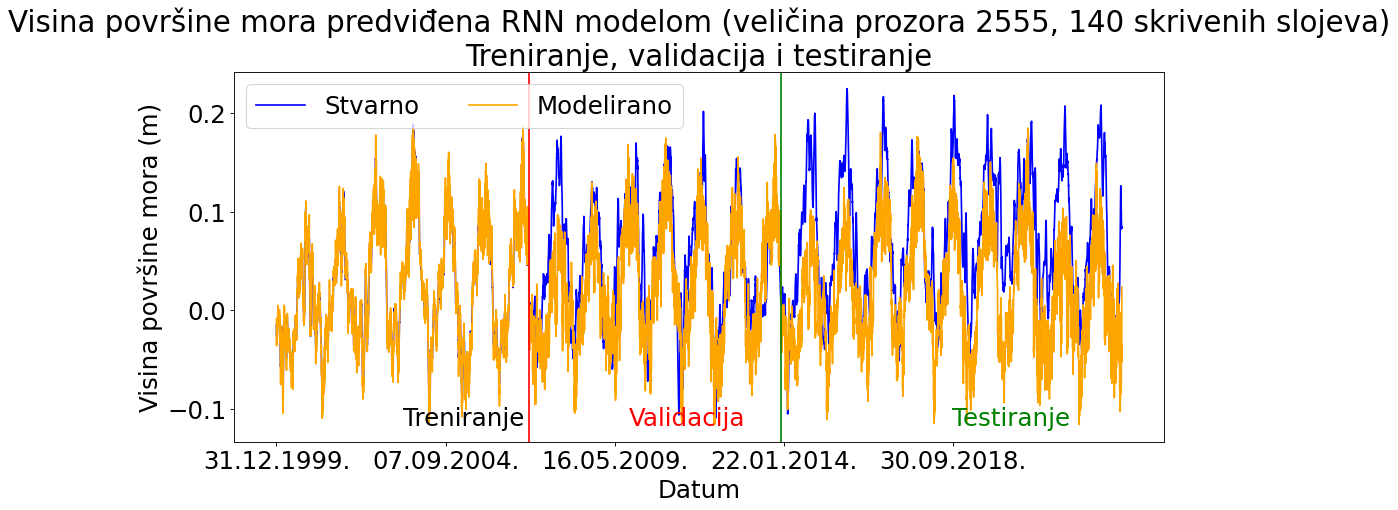 Visina površine mora predviđena RNN modelom (veličina prozora 2555, 140 skrivenih slojeva)
Treniranje, validacija i testiranje
Stvarno Modelirano
Visina površine mora (m)
0.2
0.1
0.0
−0.1
Treniranje Validacija Testiranje
31.12.1999. 07.09.2004. 16.05.2009. 22.01.2014. 30.09.2018.
Datum